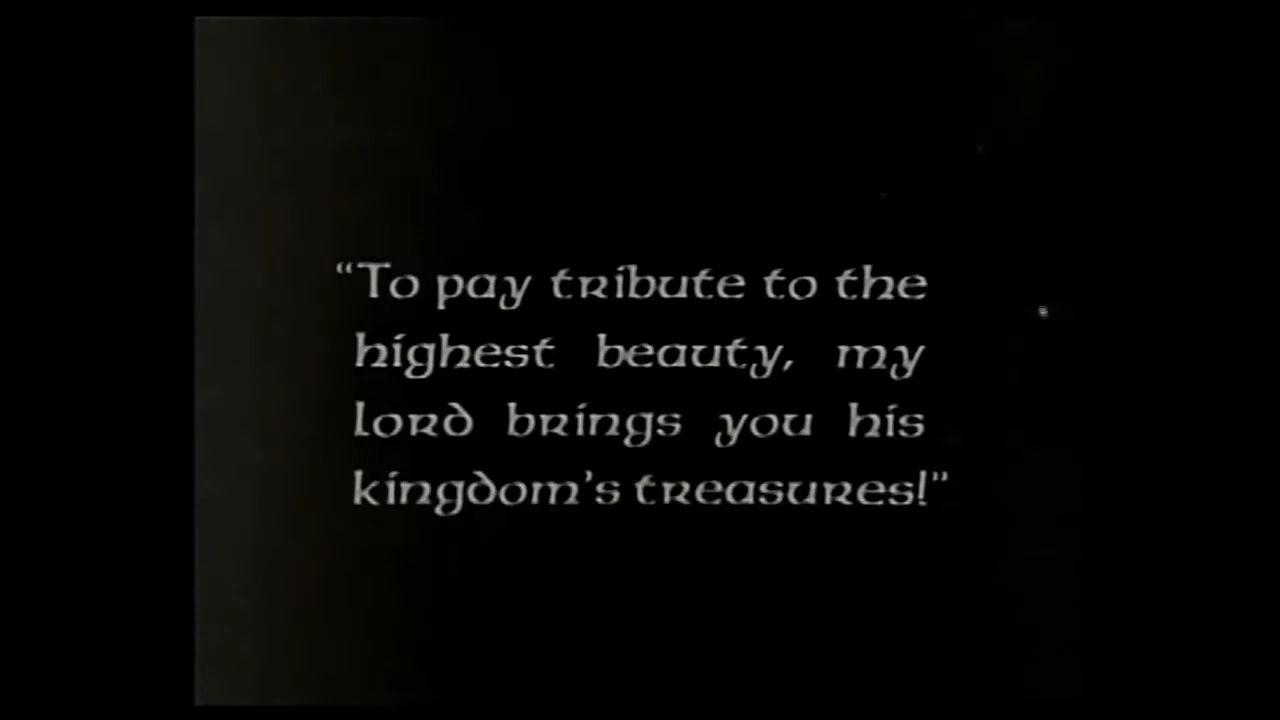 “To pay tribute to the
highest beauty, my
lord brings you his
kingdom’s treasures!”